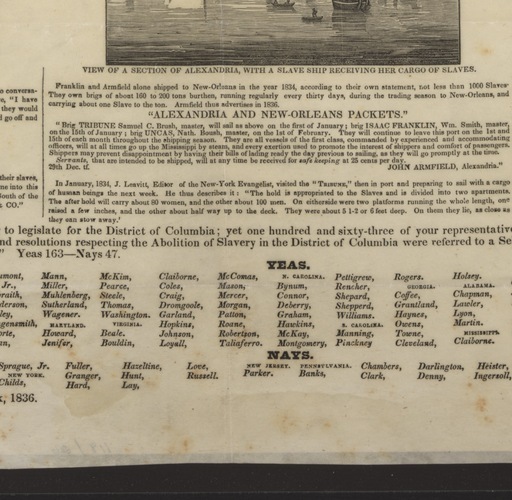 VIEW OF A SECTION OF ALEXANDRIA, WITH A SLAVE SHIP RECEIVING HER CARGO OF SLAVES.
Franklin and Armfield alone shipped to New-Orleans in the year 1834, according to their own statement, not less than 1000 Slaves
They own brigs of about 160 to 200 tons burthen, running regularly every thirty days, during the trading season to New-Orleans, and
carrying about one Slave to the ton. Armfield thus advertises in 1836.
"ALEXANDRIA AND NEW-ORLEANS PACKETS."
"Brig TRIBUNE Samuel C. Brush, master, will sail as above on the first of January; brig ISAAC FRANKLIN, Wm. Smith, master,
on the 15th of January; brig UNCAS, Nath. Boush, master, on the 1st of February. They will continue to leave this port on the 1st and
15th of each month throughout the shipping season. They are all vessels of the first class, commanded by experienced and accommodating
officers, will at all times go up the Mississippi by steam, and every exertion used to promote the interest of shippers and comfort of passengers.
Shippers may prevent disappointment by having their bills of lading ready the day previous to sailing, as they will go promptly at the time.
Servants, that are intended to be shipped, will at any time be received for safe keeping at 25 cents per day.
29th Dec. tf. JOHN ARMFIELD, Alexandria."
In January, 1834, J. Leavitt, Editor of the New-York Evangelist, visited the "TRIBUNE," then in port and preparing to sail with a cargo
of human beings the next week. He thus describes it: "The hold is appropriated to the Slaves and is divided into two apartments.
The after hold will carry about 80 women, and the other about 100 men. On either side were two platforms running the whole length, one
raised a few inches, and the other about half way up to the deck. They were about 5 1-2 or 6 feet deep. On them they lie, as close as
they can stow away.'
o conversa-
e, "I have
they would
d go off and
their slaves,
me into this
South of the
& CO."
to legislate for the District of Columbia; yet one hundred and sixty-three of your representative
nd resolutions respecting the Abolition of Slavery in the District of Columbia were referred to a Se
" Yeas 163—Nays 47.
YEAS.
umont, Mann, McKim, Claiborne, McComas, N. CAROLINA. Pettigrew, Rogers. Holsey.
Jr., Miller, Pearce, Coles, Mason, Bynum, Rencher, GEORGIA. ALABAMA.
raith, Muhlenberg, Steele, Craig, Mercer, Connor, Shepard, Coffee, Chapman,
derson, Sutherland, Thomas, Drongoole, Morgan, Deberry, Shepperd, Grantland, Lawler,
ley, Wagener. Washington. Garland, Patton, Graham, Williams. Haynes, Lyon,
gensmith, MARYLAND. VIRGINIA. Hopkins, Roane, Hawkins, S. CAROLINA. Owens, Martin.
orte, Howard, Beale. Johnson, Robertson, McKay, Manning, Towne. MISSISSIPPI.
an, Jenifer, Bouldin, Loyall, Taliaferro. Montgomery, Pinckney Cleveland, Claiborne.
NAYS.
Sprague, Jr. Fuller, Hazeltine, Love, NEW JERSEY. PENNSYLVANIA. Chambers, Darlington, Heister,
NEW YORK. Granger, Hunt, Russell. Parker. Banks, Clark, Denny, Ingersoll,
Childs, Hard, Lay,
, 1836.